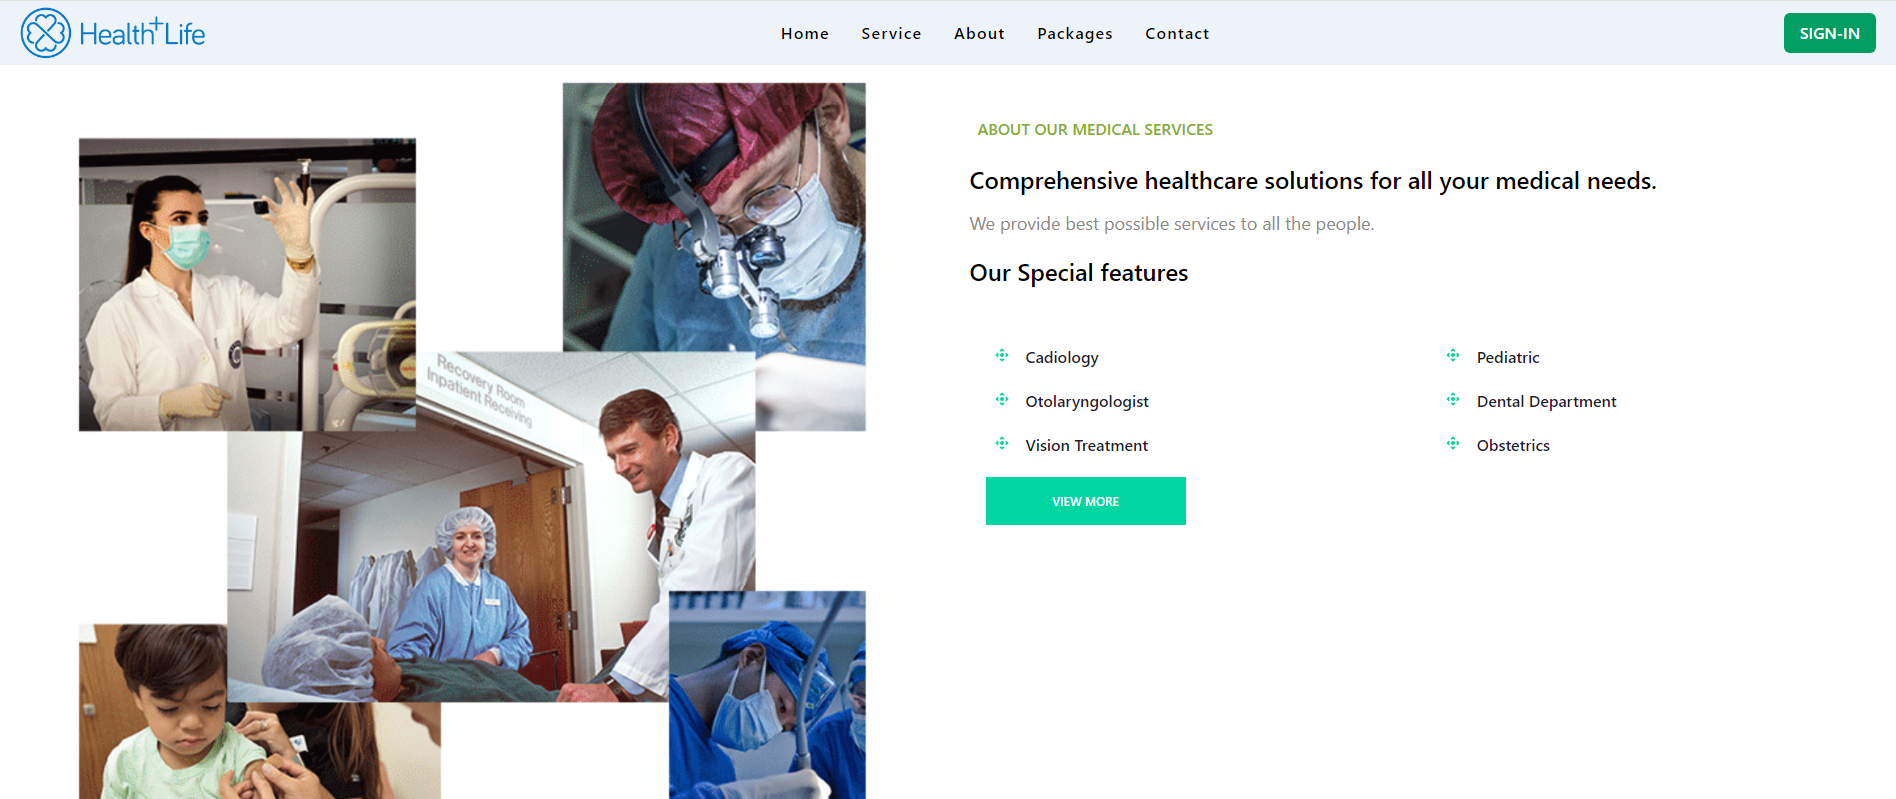 Health+Life
Home Service About Packages Contact
SIGN-IN
ABOUT OUR MEDICAL SERVICES
Comprehensive healthcare solutions for all your medical needs.
We provide best possible services to all the people.
Our Special features
Cadiology
Pediatric
Otolaryngologist
Dental Department
Vision Treatment
Obstetrics
VIEW MORE
Recovery Room
Inpatient Receiving